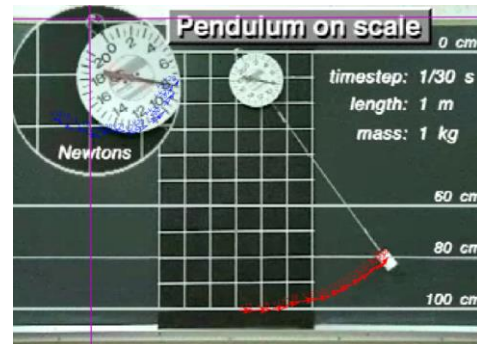 Pendulum on scale
0 cm
timestep: 1/30 s
length: 1 m
mass: 1 kg
Newtons
60 cm
80 cm
100 cm